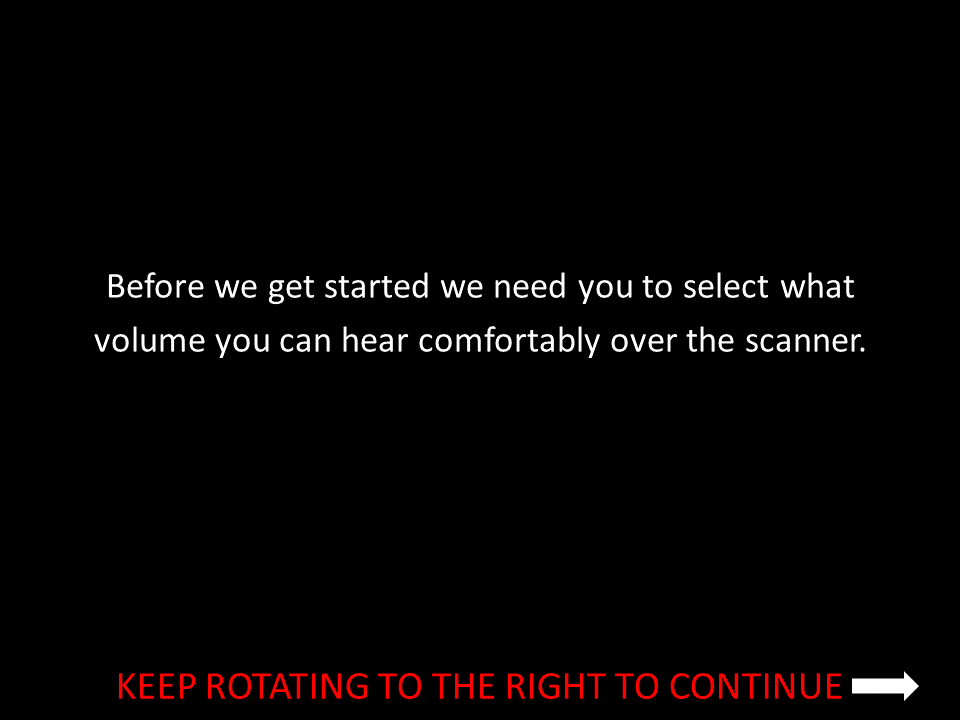 Before we get started we need you to select what
volume you can hear comfortably over the scanner.
KEEP ROTATING TO THE RIGHT TO CONTINUE